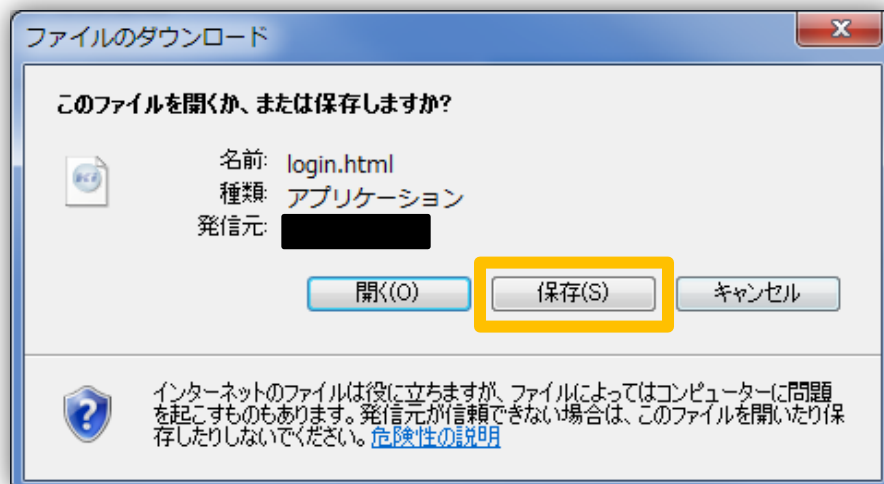 ファイルのダウンロード
このファイルを開くか、または保存しますか?
名前: login.html
種類: アプリケーション
発信元:
開く(O) 保存(S) キャンセル
インターネットのファイルは役に立ちますが、ファイルによってはコンピューターに問題
を起こすものもあります。発信元が信頼できない場合は、このファイルを開いたり保
存したりしないでください。危険性の説明